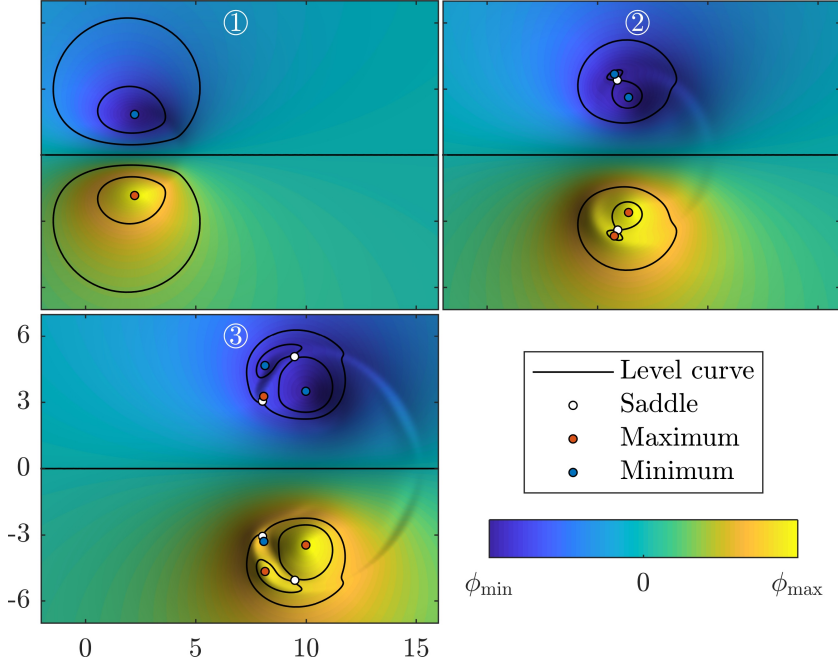 ①
②
③
6
3
0
-3
-6
0 5 10 15
Level curve
Saddle
Maximum
Minimum
ϕmin 0 ϕmax